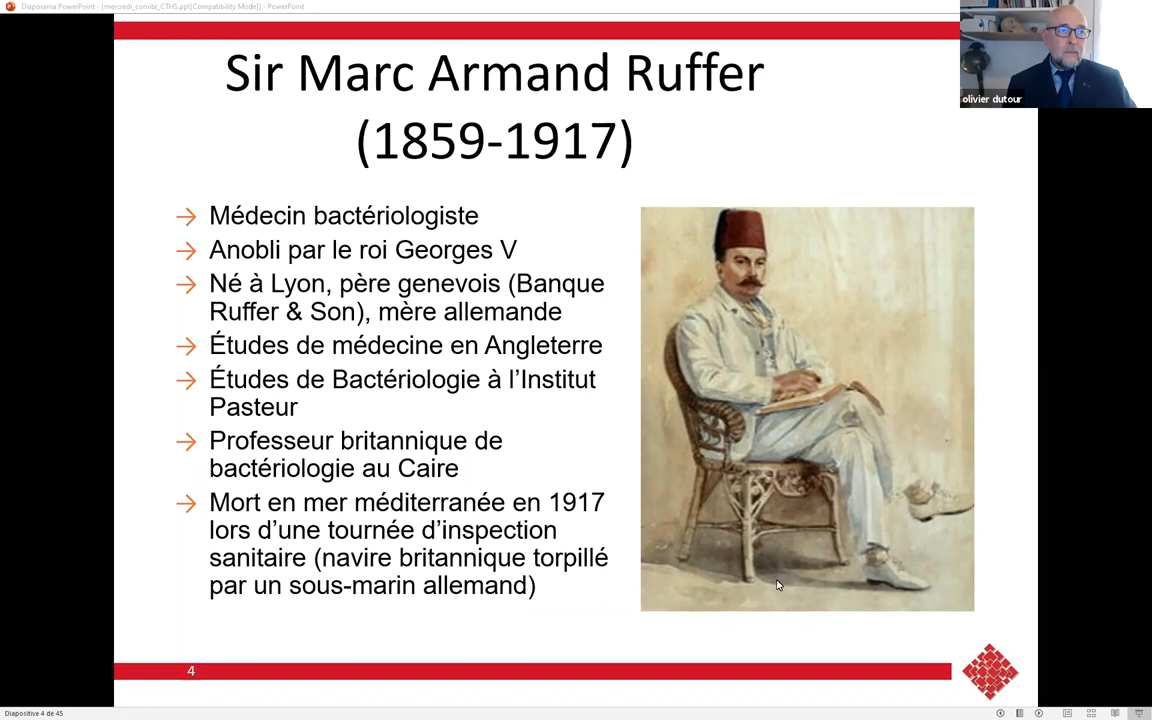 Diaporama PowerPoint - [mercredi_comité_CTHS.ppt[Compatibility Mode]] - PowerPoint
olivier dutour
Sir Marc Armand Ruffer
(1859-1917)
Médecin bactériologiste
Anobli par le roi Georges V
Né à Lyon, père genevois (Banque
Ruffer & Son), mère allemande
Études de médecine en Angleterre
Études de Bactériologie à l’Institut
Pasteur
Professeur britannique de
bactériologie au Caire
Mort en mer méditerranée en 1917
lors d’une tournée d’inspection
sanitaire (navire britannique torpillé
par un sous-marin allemand)
4
Diapositive 4 de 45